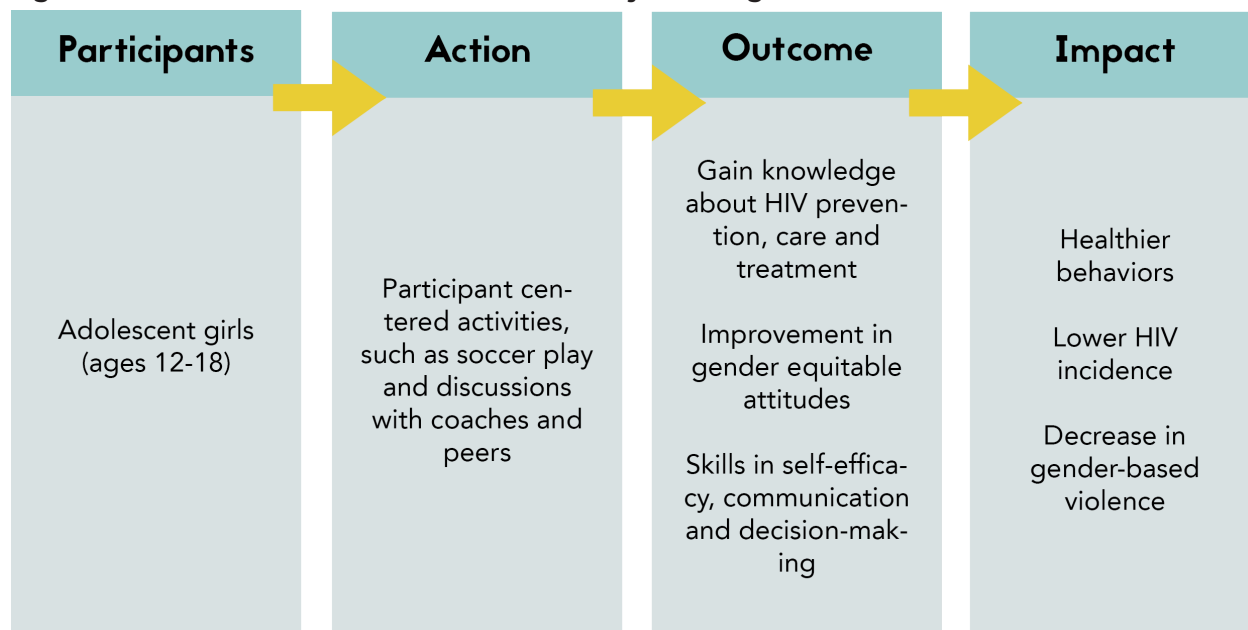 Participants
Adolescent girls
(ages 12-18)
Action
Participant cen-
tered activities,
such as soccer play
and discussions
with coaches and
peers
Outcome
Gain knowledge
about HIV preven-
tion, care and
treatment
Improvement in
gender equitable
attitudes
Skills in self-effica-
cy, communication
and decision-mak-
ing
Impact
Healthier
behaviors
Lower HIV
incidence
Decrease in
gender-based
violence